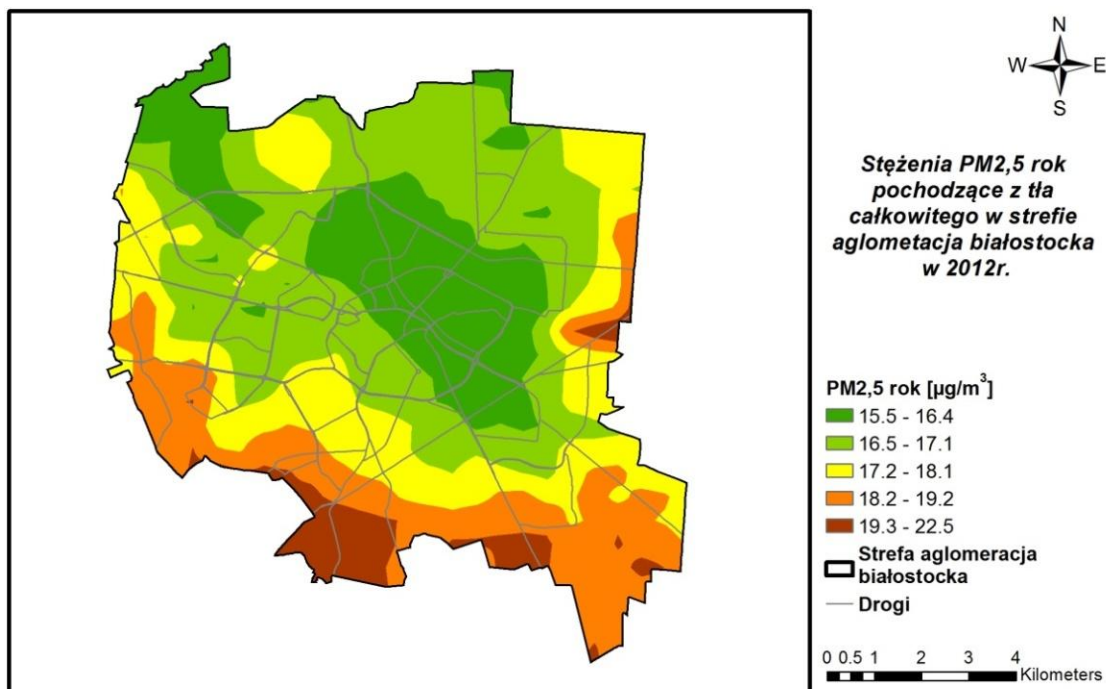 N
W E
S
Stężenia PM2,5 rok
pochodzące z tła
całkowitego w strefie
aglometacja białostocka
w 2012r.
PM2,5 rok [µg/m³]
15.5 - 16.4
16.5 - 17.1
17.2 - 18.1
18.2 - 19.2
19.3 - 22.5
Strefa aglomeracja
białostocka
Drogi
0 0.5 1 2 3 4
Kilometers